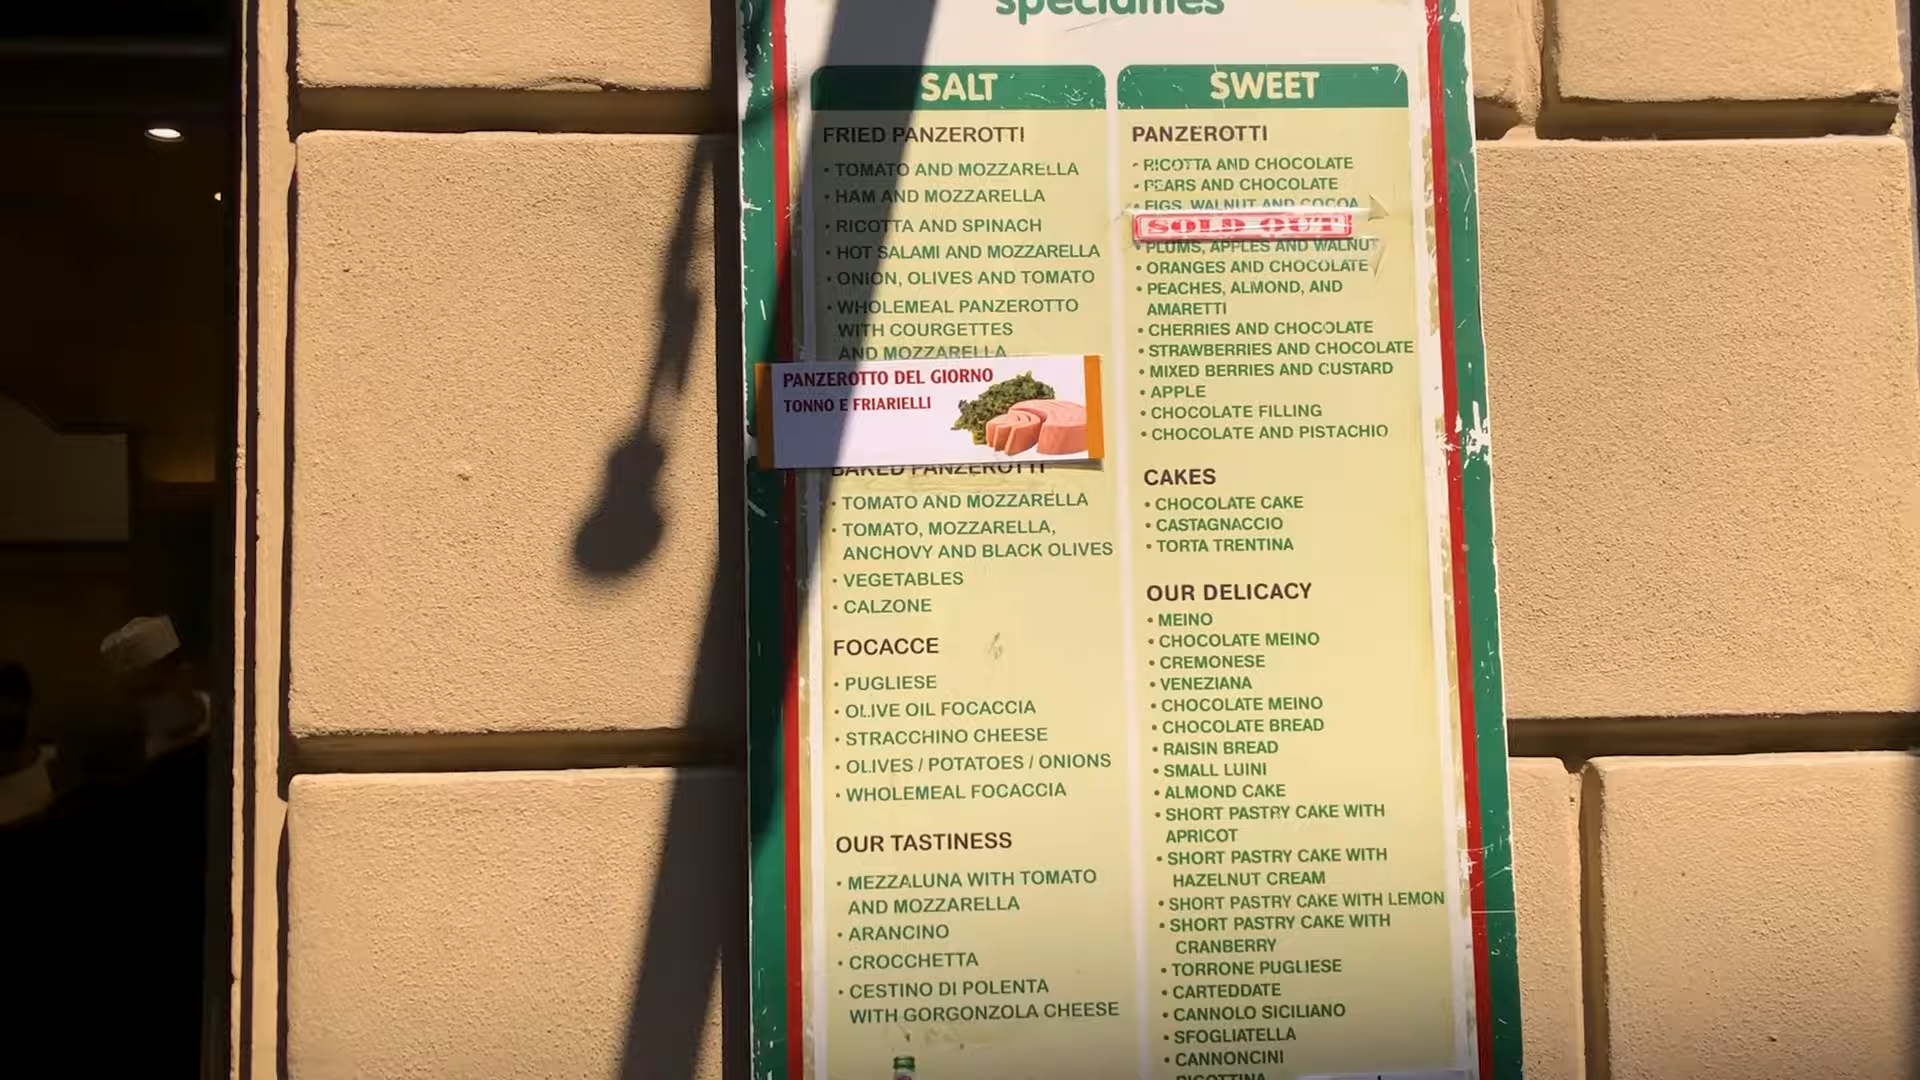 specialties
SALT
FRIED PANZEROTTI
• TOMATO AND MOZZARELLA
• HAM AND MOZZARELLA
• RICOTTA AND SPINACH
• HOT SALAMI AND MOZZARELLA
• ONION, OLIVES AND TOMATO
• WHOLEMEAL PANZEROTTO
WITH COURGETTES
AND MOZZARELLA
PANZEROTTO DEL GIORNO
TONNO E FRIARIELLI
BAKED PANZEROTTI
• TOMATO AND MOZZARELLA
• TOMATO, MOZZARELLA,
ANCHOVY AND BLACK OLIVES
• VEGETABLES
• CALZONE
FOCACCE
• PUGLIESE
• OLIVE OIL FOCACCIA
• STRACCHINO CHEESE
• OLIVES / POTATOES / ONIONS
• WHOLEMEAL FOCACCIA
OUR TASTINESS
• MEZZALUNA WITH TOMATO
AND MOZZARELLA
• ARANCINO
• CROCCHETTA
• CESTINO DI POLENTA
WITH GORGONZOLA CHEESE
SWEET
PANZEROTTI
• RICOTTA AND CHOCOLATE
• PEARS AND CHOCOLATE
• FIGS, WALNUT AND COCOA
SOLD OUT
• PLUMS, APPLES AND WALNUT
• ORANGES AND CHOCOLATE
• PEACHES, ALMOND, AND
AMARETTI
• CHERRIES AND CHOCOLATE
• STRAWBERRIES AND CHOCOLATE
• MIXED BERRIES AND CUSTARD
• APPLE
• CHOCOLATE FILLING
• CHOCOLATE AND PISTACHIO
CAKES
• CHOCOLATE CAKE
• CASTAGNACCIO
• TORTA TRENTINA
OUR DELICACY
• MEINO
• CHOCOLATE MEINO
• CREMONESE
• VENEZIANA
• CHOCOLATE MEINO
• CHOCOLATE BREAD
• RAISIN BREAD
• SMALL LUINI
• ALMOND CAKE
• SHORT PASTRY CAKE WITH
APRICOT
• SHORT PASTRY CAKE WITH
HAZELNUT CREAM
• SHORT PASTRY CAKE WITH LEMON
• SHORT PASTRY CAKE WITH
CRANBERRY
• TORRONE PUGLIESE
• CARTEDDATE
• CANNOLO SICILIANO
• SFOGLIATELLA
• CANNONCINI
RICOTTINA